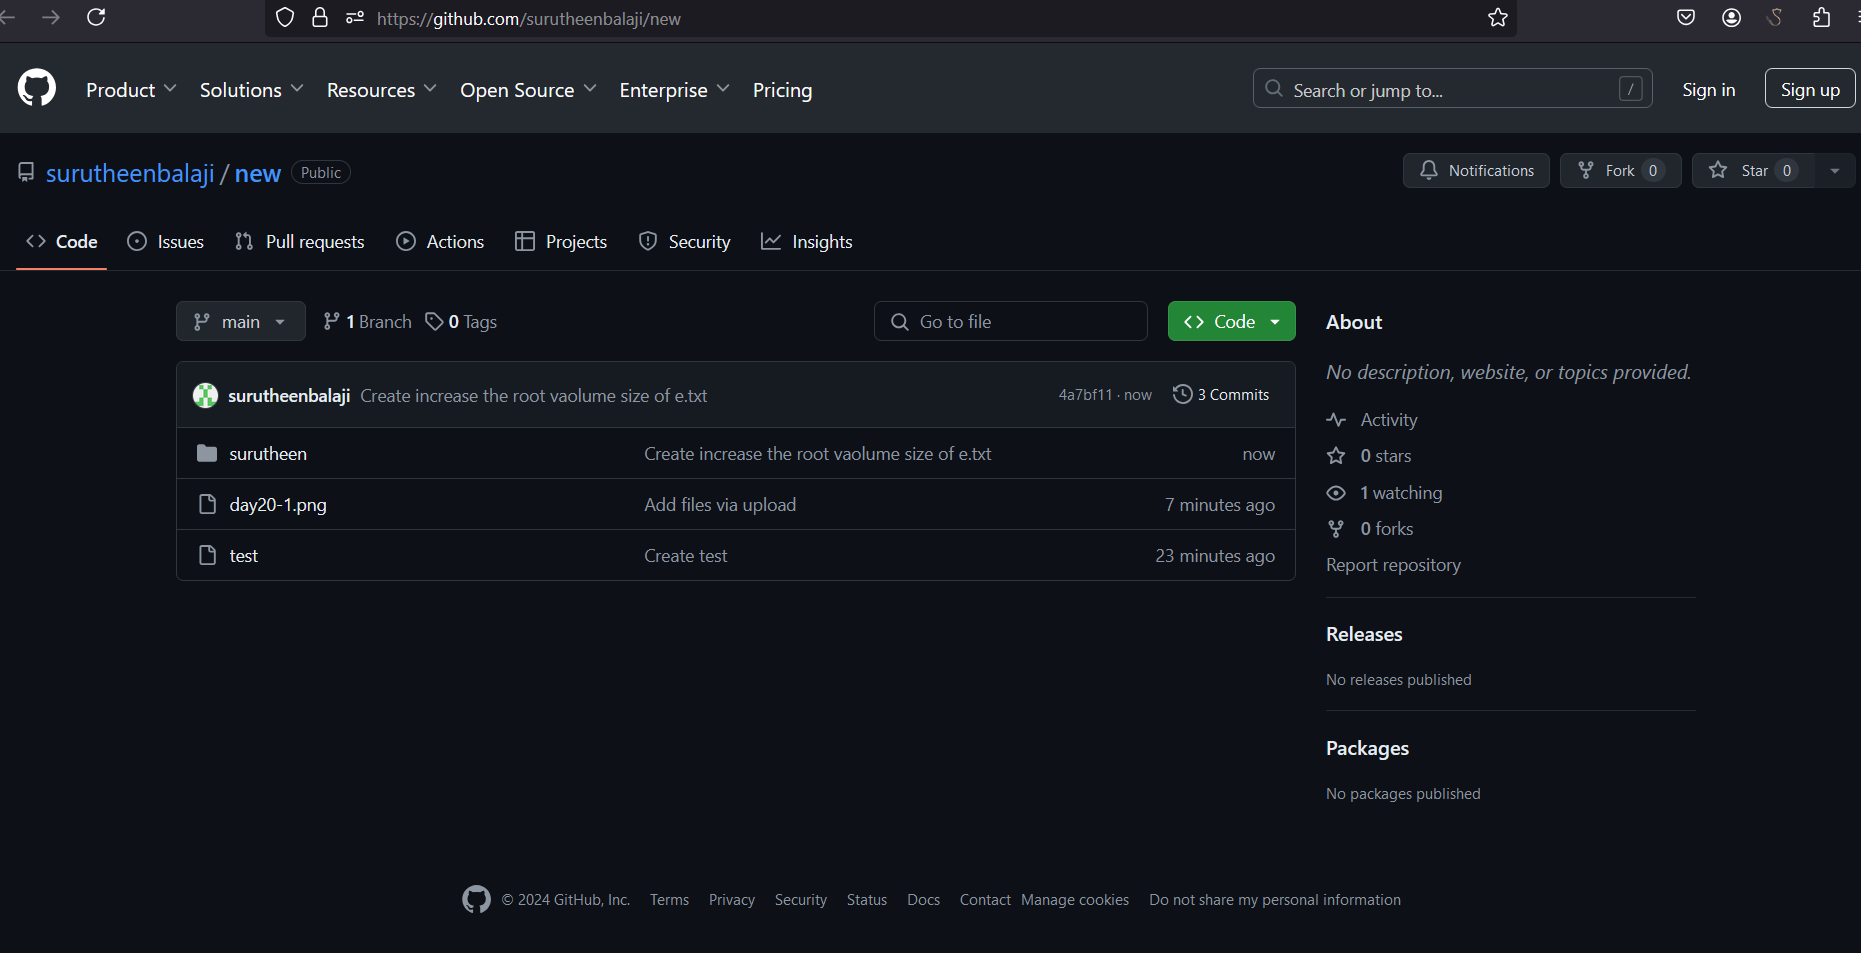 https://github.com/surutheenbalaji/new
Product Solutions Resources Open Source Enterprise Pricing Search or jump to... / Sign in Sign up
surutheenbalaji / new Public Notifications Fork 0 Star 0
Code Issues Pull requests Actions Projects Security Insights
main 1 Branch 0 Tags Go to file Code
surutheenbalaji Create increase the root vaolume size of e.txt 4a7bf11 · now 3 Commits
surutheen Create increase the root vaolume size of e.txt now
day20-1.png Add files via upload 7 minutes ago
test Create test 23 minutes ago
About
No description, website, or topics provided.
Activity
0 stars
1 watching
0 forks
Report repository
Releases
No releases published
Packages
No packages published
© 2024 GitHub, Inc. Terms Privacy Security Status Docs Contact Manage cookies Do not share my personal information